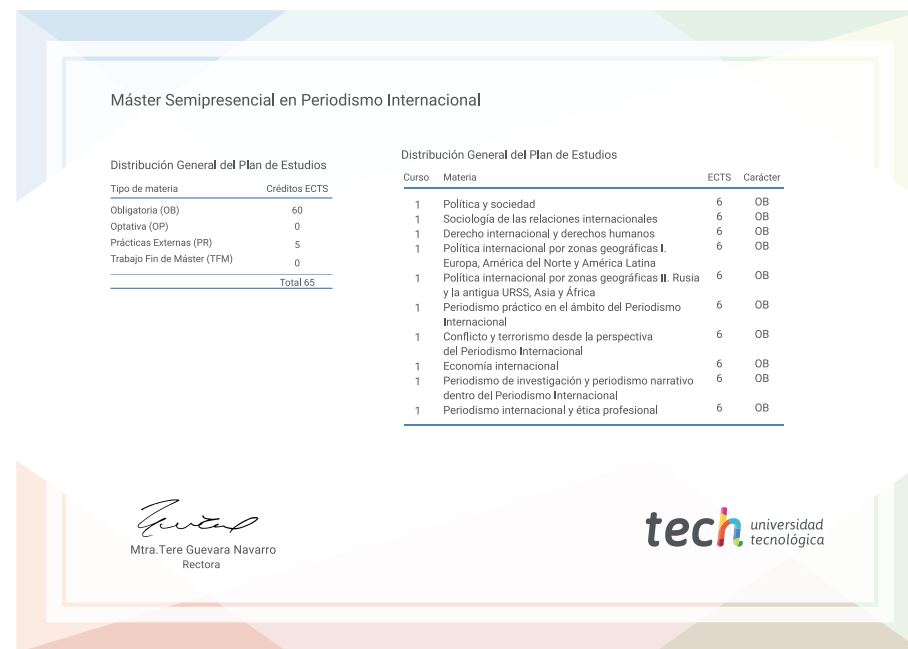 Máster Semipresencial en Periodismo Internacional
Distribución General del Plan de Estudios
Tipo de materia Créditos ECTS
Obligatoria (OB) 60
Optativa (OP) 0
Prácticas Externas (PR) 5
Trabajo Fin de Máster (TFM) 0
Total 65
Distribución General del Plan de Estudios
Curso Materia ECTS Carácter
1 Política y sociedad 6 OB
1 Sociología de las relaciones internacionales 6 OB
1 Derecho internacional y derechos humanos 6 OB
1 Política internacional por zonas geográficas I. 6 OB
Europa, América del Norte y América Latina
1 Política internacional por zonas geográficas II. Rusia 6 OB
y la antigua URSS, Asia y África
1 Periodismo práctico en el ámbito del Periodismo 6 OB
Internacional
1 Conflicto y terrorismo desde la perspectiva 6 OB
del Periodismo Internacional
1 Economía internacional 6 OB
1 Periodismo de investigación y periodismo narrativo 6 OB
dentro del Periodismo Internacional
1 Periodismo internacional y ética profesional 6 OB
Mtra.Tere Guevara Navarro
Rectora
tech universidad
tecnológica